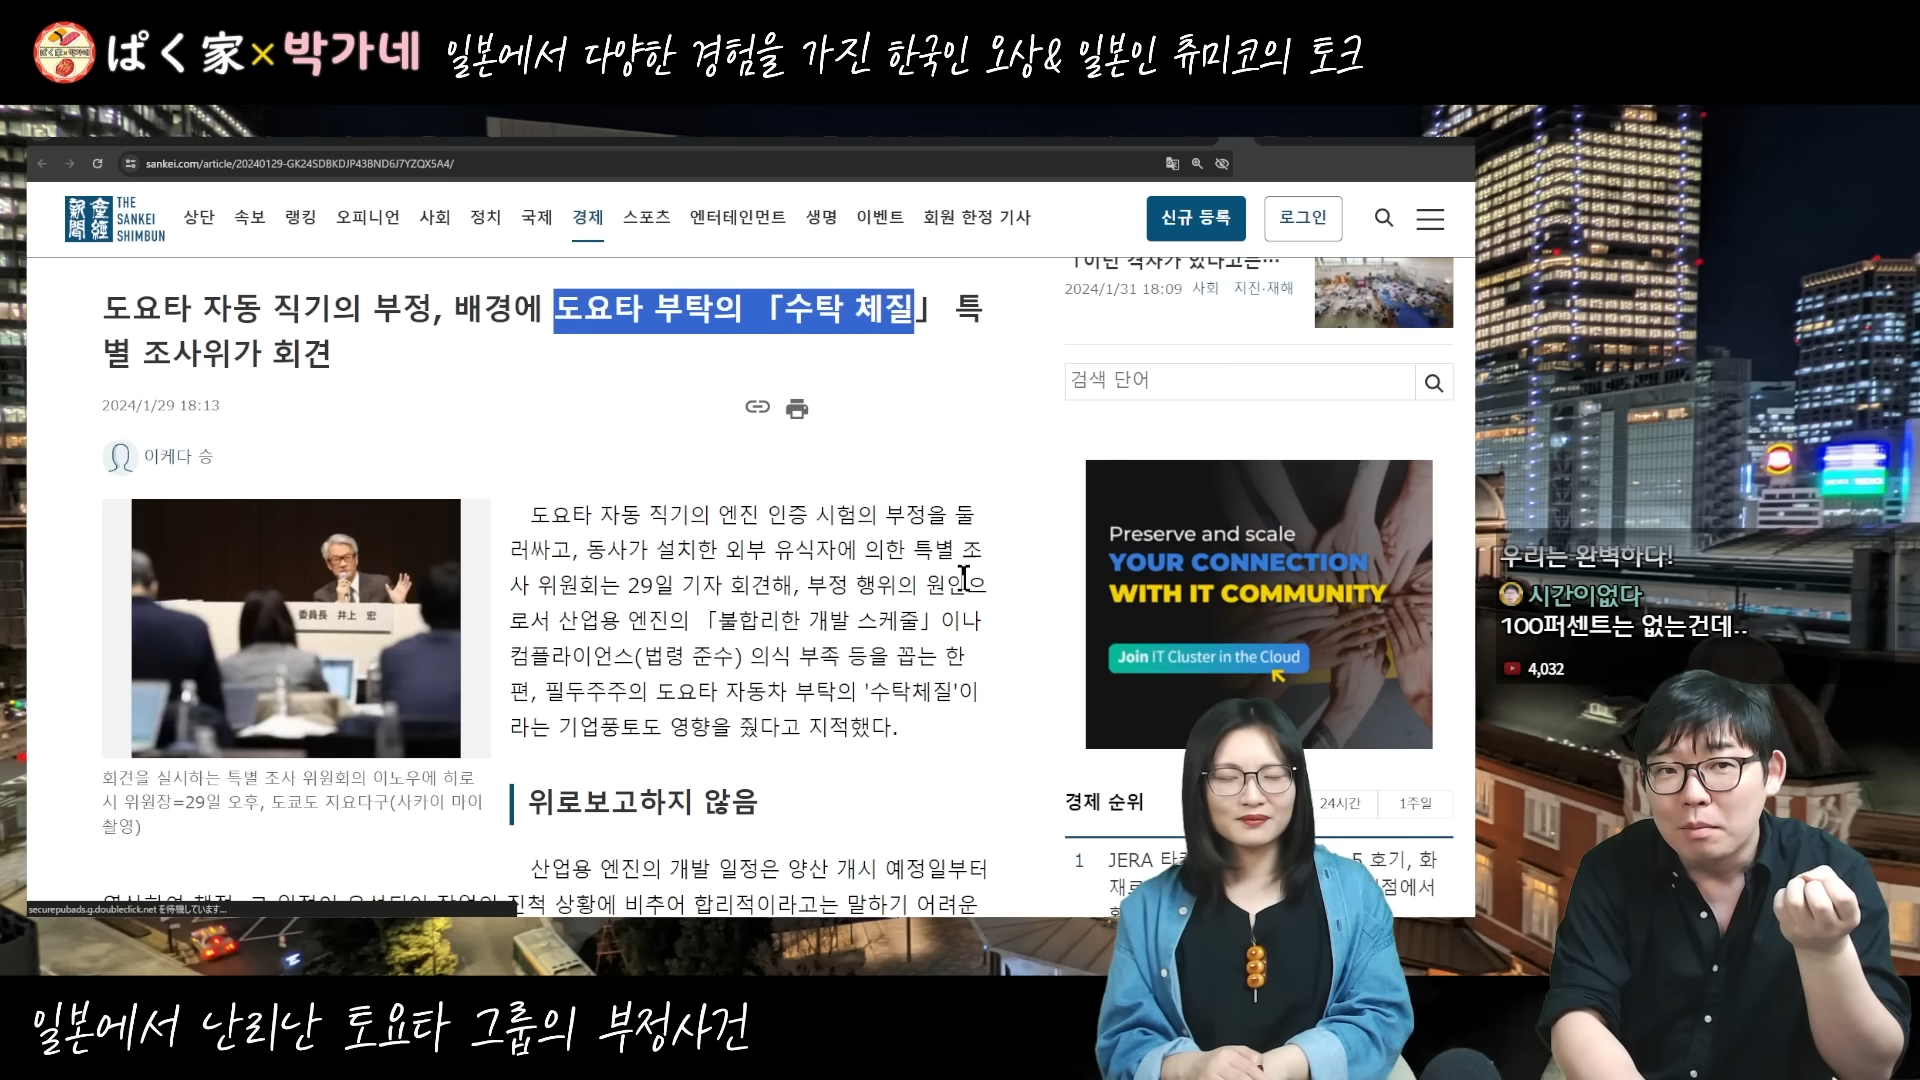 ぱく家×박가네 일본에서 다양한 경험을 가진 한국인 오상& 일본인 츄미코의 토크
sankei.com/article/20240129-GK24SDBKDJP43BND6J7YZQX5A4/
産經新聞 THE SANKEI SHIMBUN
상단 속보 랭킹 오피니언 사회 정치 국제 경제 스포츠 엔터테인먼트 생명 이벤트 회원 한정 기사
신규 등록
로그인
도요타 자동 직기의 부정, 배경에 도요타 부탁의 「수탁 체질」 특
별 조사위가 회견
2024/1/29 18:13
이케다 승
委員長 井上 宏
회견을 실시하는 특별 조사 위원회의 이노우에 히로
시 위원장=29일 오후, 도쿄도 지요다구(사카이 마이
촬영)
도요타 자동 직기의 엔진 인증 시험의 부정을 둘
러싸고, 동사가 설치한 외부 유식자에 의한 특별 조
사 위원회는 29일 기자 회견해, 부정 행위의 원인으
로서 산업용 엔진의 「불합리한 개발 스케줄」이나
컴플라이언스(법령 준수) 의식 부족 등을 꼽는 한
편, 필두주주의 도요타 자동차 부탁의 '수탁체질'이
라는 기업풍토도 영향을 줬다고 지적했다.
위로보고하지 않음
산업용 엔진의 개발 일정은 양산 개시 예정일부터
진척 상황에 비추어 합리적이라고는 말하기 어려운
securepubads.g.doubleclick.net を待機しています...
「이런 격차가 있다고는…
2024/1/31 18:09 사회 지진·재해
검색 단어
Preserve and scale
YOUR CONNECTION
WITH IT COMMUNITY
Join IT Cluster in the Cloud
경제 순위
24시간 1주일
1 JERA 타 5 호기, 화
재로 점에서
우리는 완벽하다!
시간이없다
100퍼센트는 없는건데..
4,032
일본에서 난리난 토요타 그룹의 부정사건